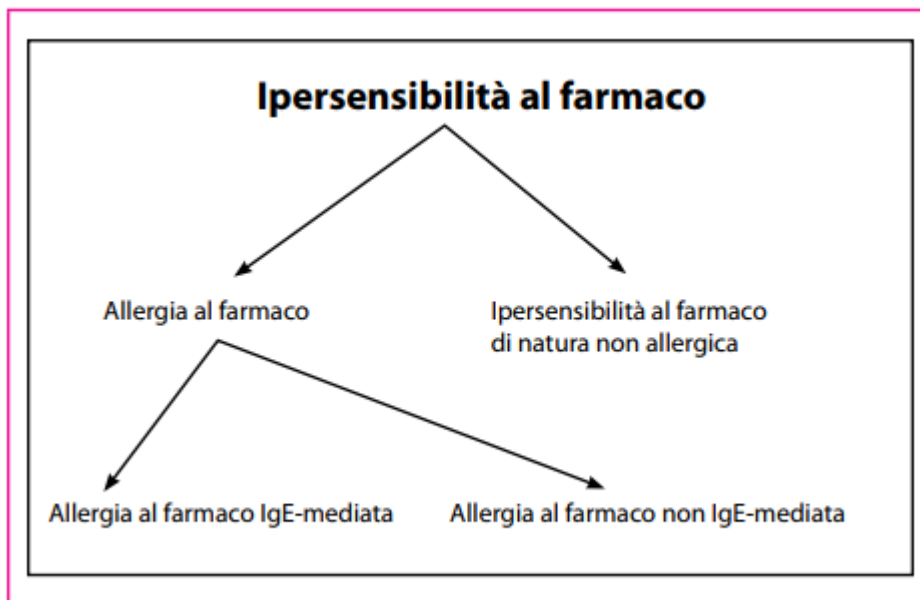 Ipersensibilità al farmaco
Allergia al farmaco
Ipersensibilità al farmaco
di natura non allergica
Allergia al farmaco IgE-mediata
Allergia al farmaco non IgE-mediata